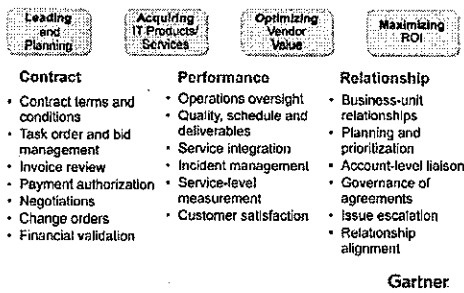 Leading
and
Planning
Acquiring
IT Products/
Services
Optimizing
Vendor
Value
Maximizing
ROI
Contract
• Contract terms and
conditions
• Task order and bid
management
• Invoice review
• Payment authorization
• Negotiations
• Change orders
• Financial validation
Performance
• Operations oversight
• Quality, schedule and
deliverables
• Service integration
• Incident management
• Service-level
measurement
• Customer satisfaction
Relationship
• Business-unit
relationships
• Planning and
prioritization
• Account-level liaison
• Governance of
agreements
• Issue escalation
• Relationship
alignment
Gartner